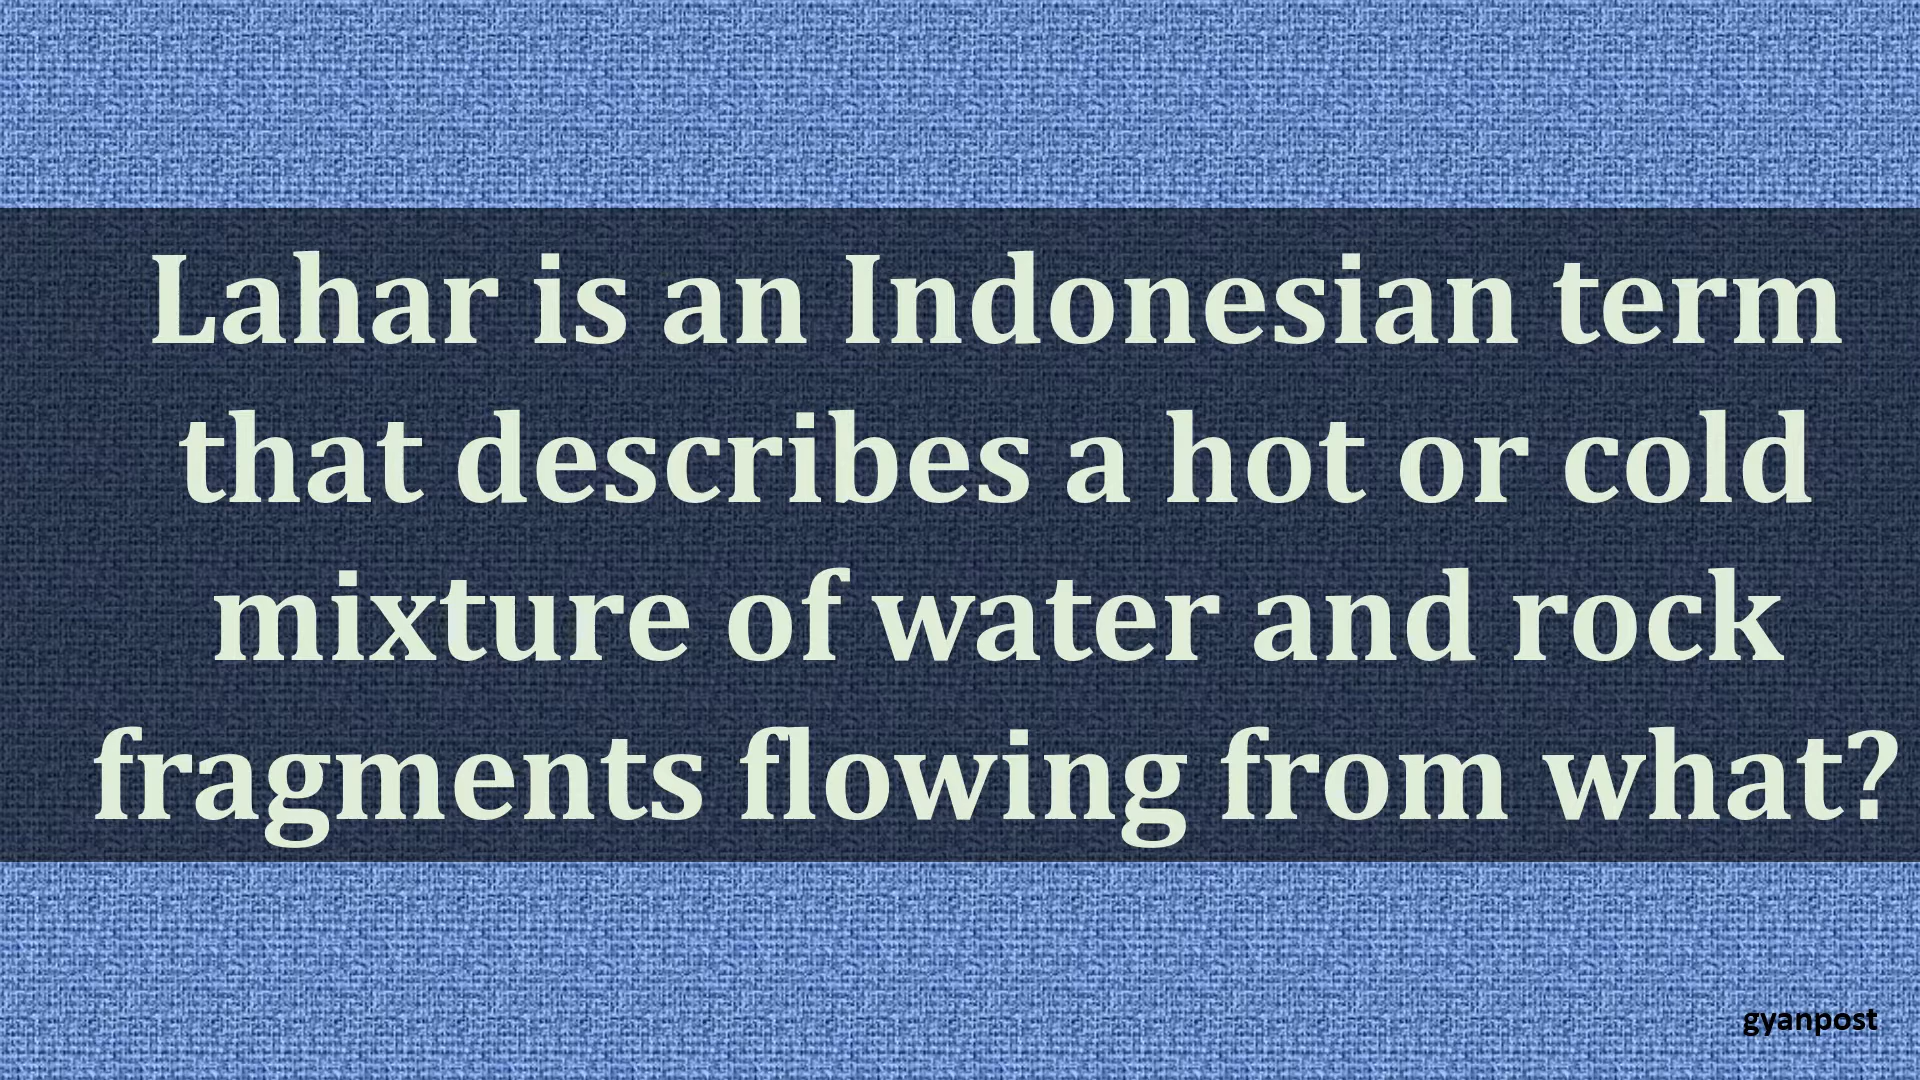 Lahar is an Indonesian term
that describes a hot or cold
mixture of water and rock
fragments flowing from what?
gyanpost